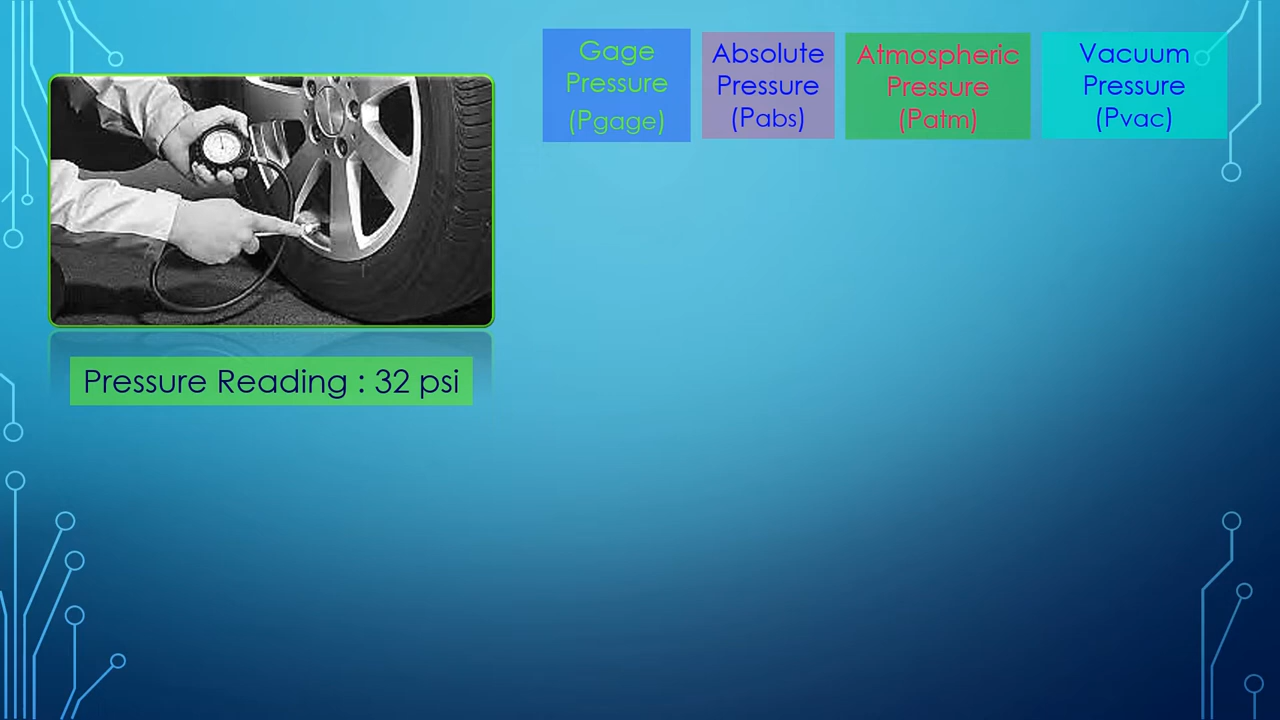 Gage
Pressure
(Pgage)
Absolute
Pressure
(Pabs)
Atmospheric
Pressure
(Patm)
Vacuum
Pressure
(Pvac)
Pressure Reading : 32 psi